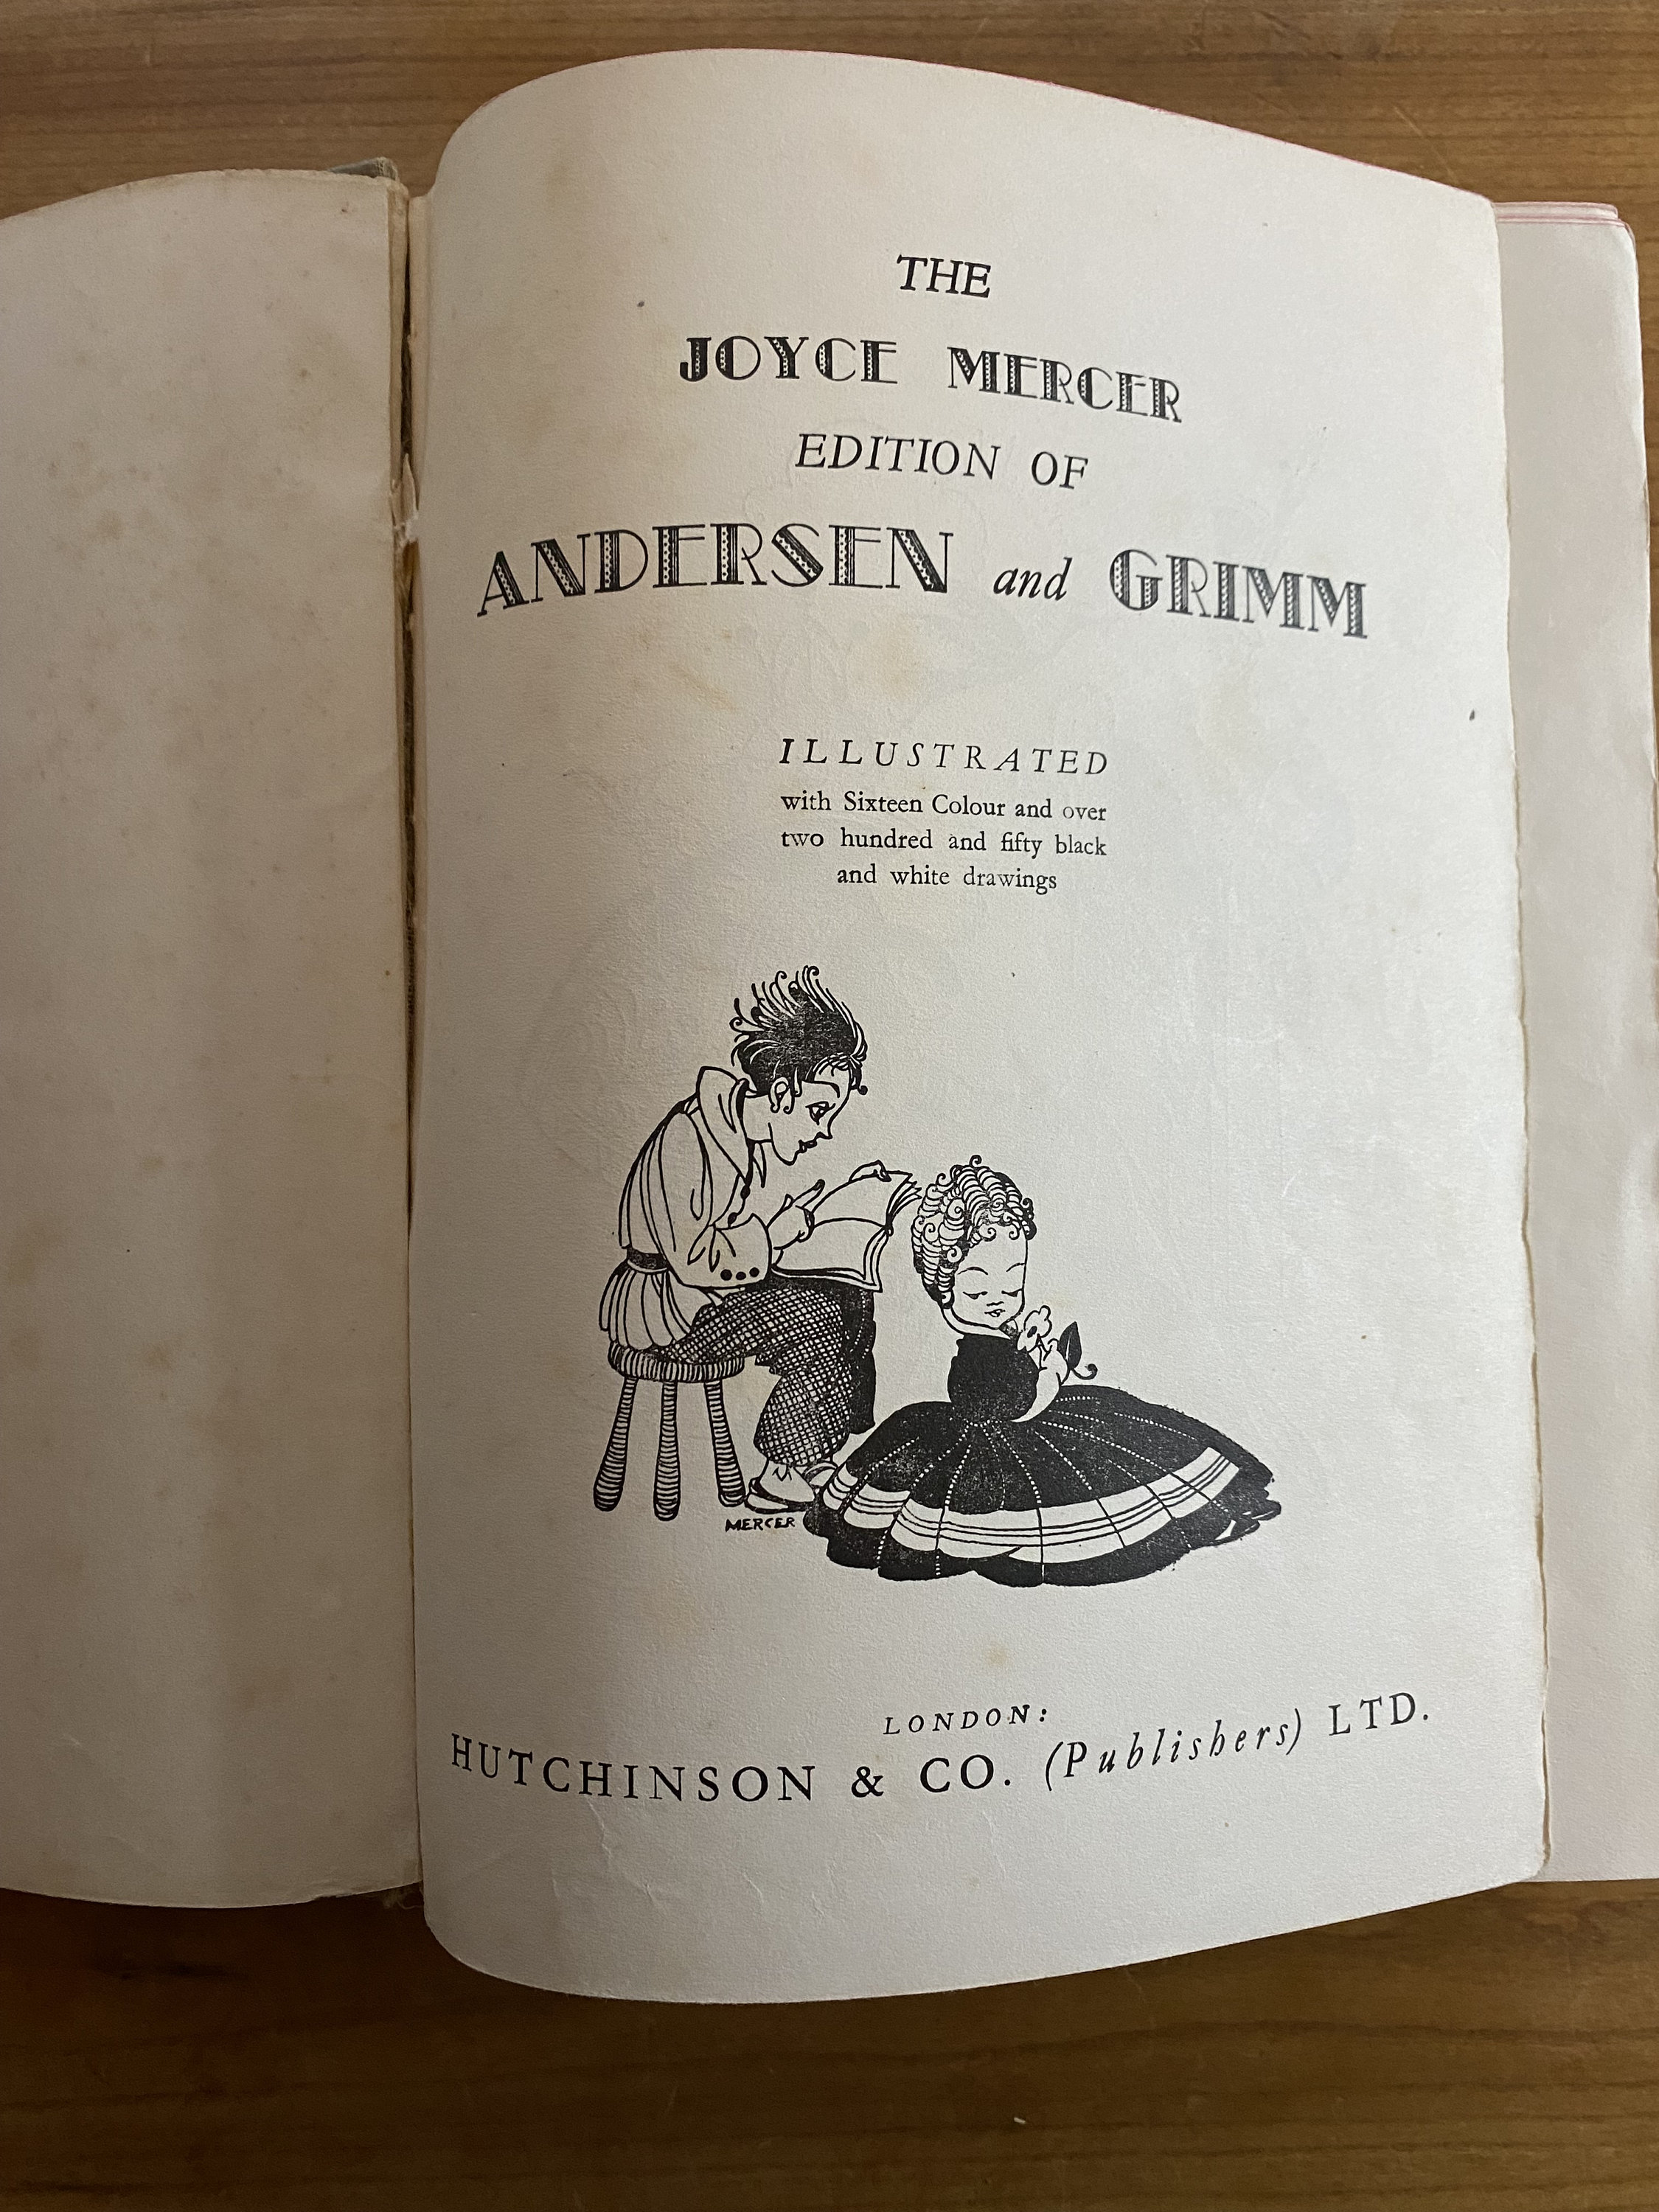 THE
JOYCE MERCER
EDITION OF
ANDERSEN and GRIMM
ILLUSTRATED
with Sixteen Colour and over
two hundred and fifty black
and white drawings
MERCER
LONDON:
HUTCHINSON & CO. (Publishers) LTD.